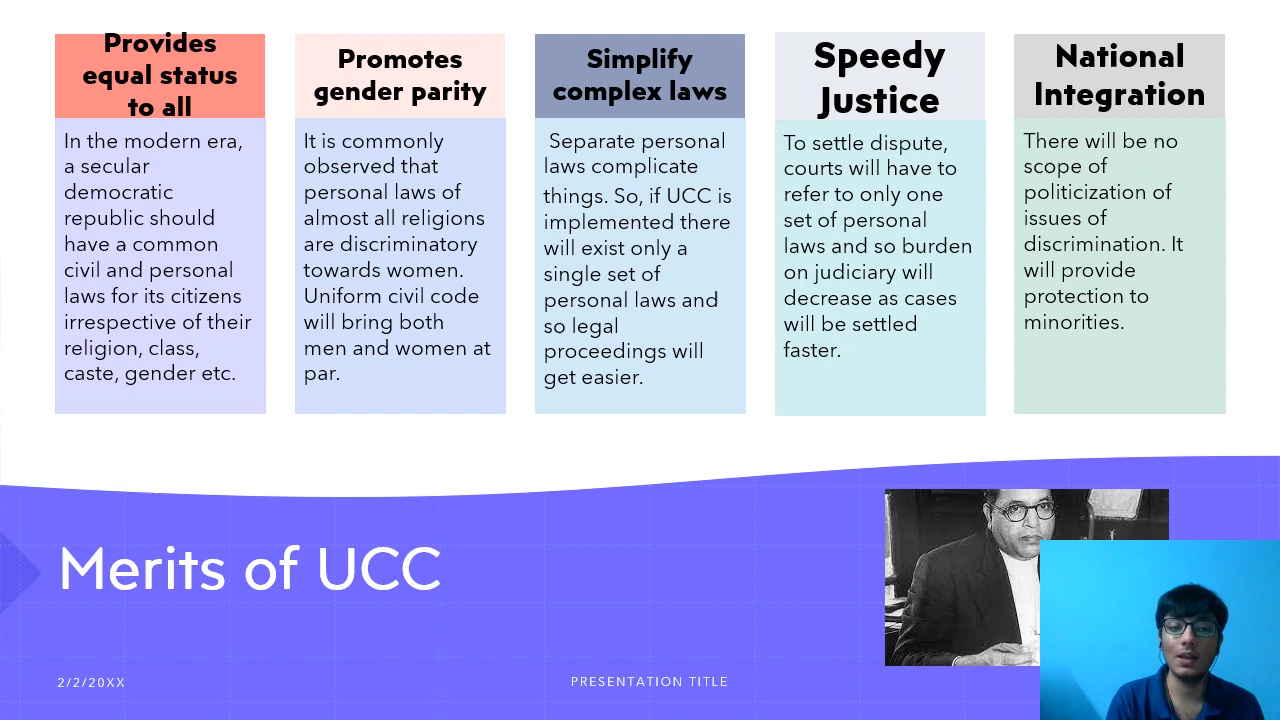 Provides
equal status
to all
In the modern era,
a secular
democratic
republic should
have a common
civil and personal
laws for its citizens
irrespective of their
religion, class,
caste, gender etc.
Promotes
gender parity
It is commonly
observed that
personal laws of
almost all religions
are discriminatory
towards women.
Uniform civil code
will bring both
men and women at
par.
Simplify
complex laws
Separate personal
laws complicate
things. So, if UCC is
implemented there
will exist only a
single set of
personal laws and
so legal
proceedings will
get easier.
Speedy
Justice
To settle dispute,
courts will have to
refer to only one
set of personal
laws and so burden
on judiciary will
decrease as cases
will be settled
faster.
National
Integration
There will be no
scope of
politicization of
issues of
discrimination. It
will provide
protection to
minorities.
Merits of UCC
2/2/20XX
PRESENTATION TITLE